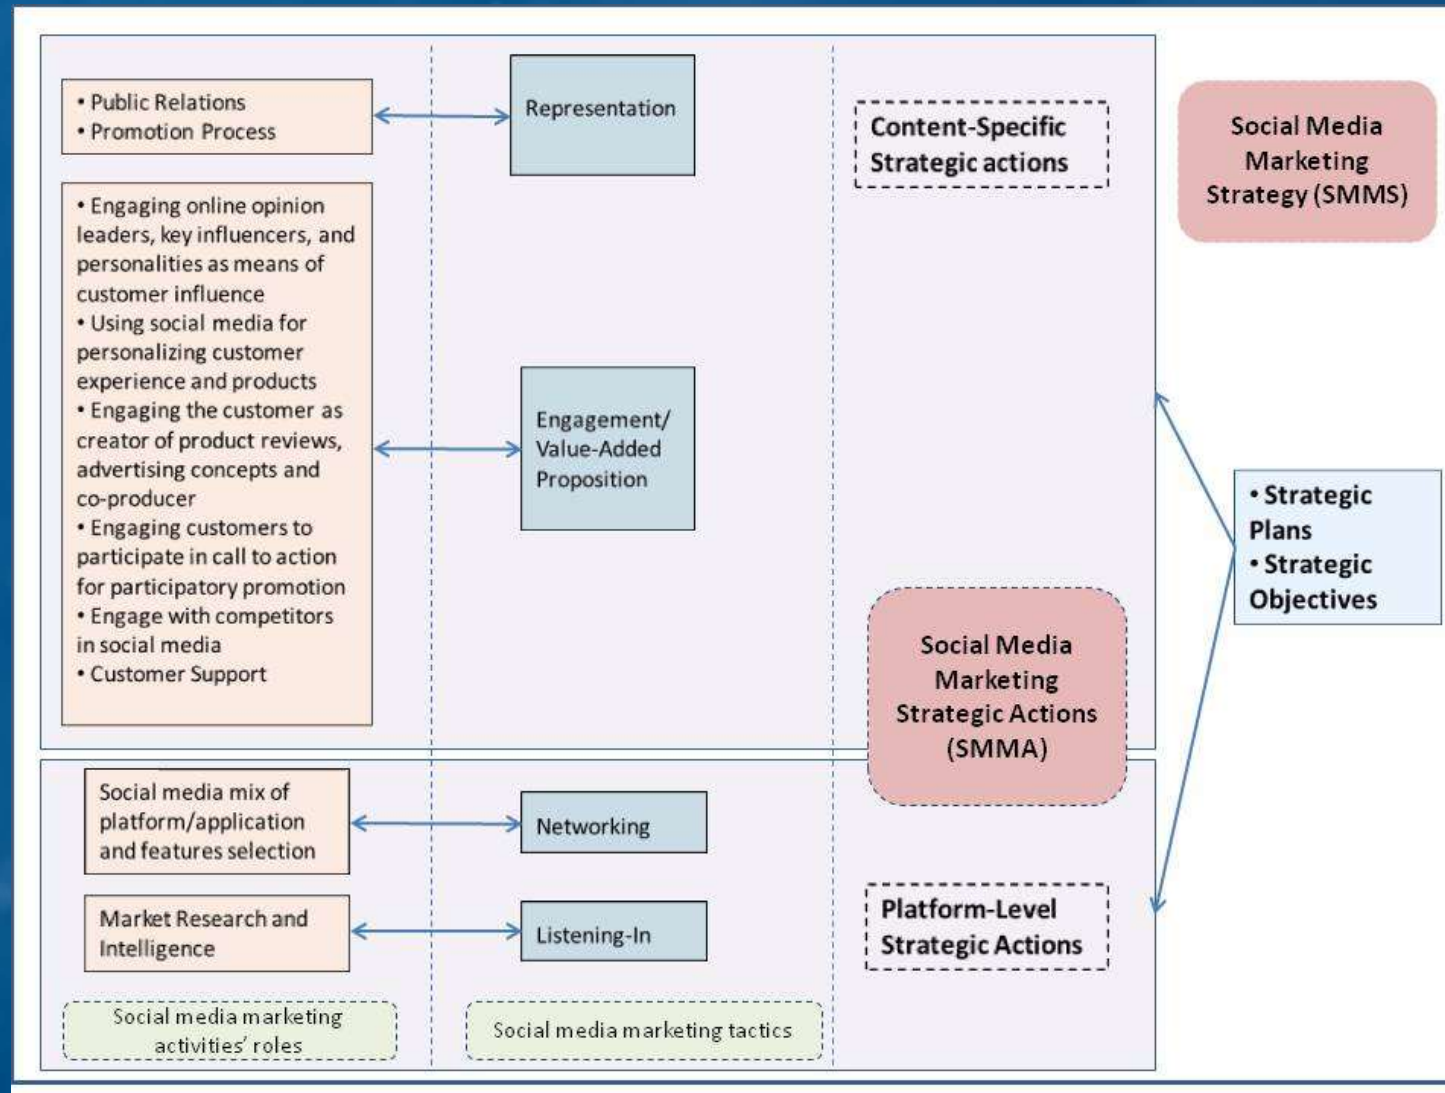 • Public Relations
• Promotion Process
Representation
Content-Specific
Strategic actions
Social Media
Marketing
Strategy (SMMS)
• Engaging online opinion
leaders, key influencers, and
personalities as means of
customer influence
• Using social media for
personalizing customer
experience and products
• Engaging the customer as
creator of product reviews,
advertising concepts and
co-producer
• Engaging customers to
participate in call to action
for participatory promotion
• Engage with competitors
in social media
• Customer Support
Engagement/
Value-Added
Proposition
• Strategic
Plans
• Strategic
Objectives
Social Media
Marketing
Strategic Actions
(SMMA)
Social media mix of
platform/application
and features selection
Networking
Market Research and
Intelligence
Listening-In
Platform-Level
Strategic Actions
Social media marketing
activities’ roles
Social media marketing tactics